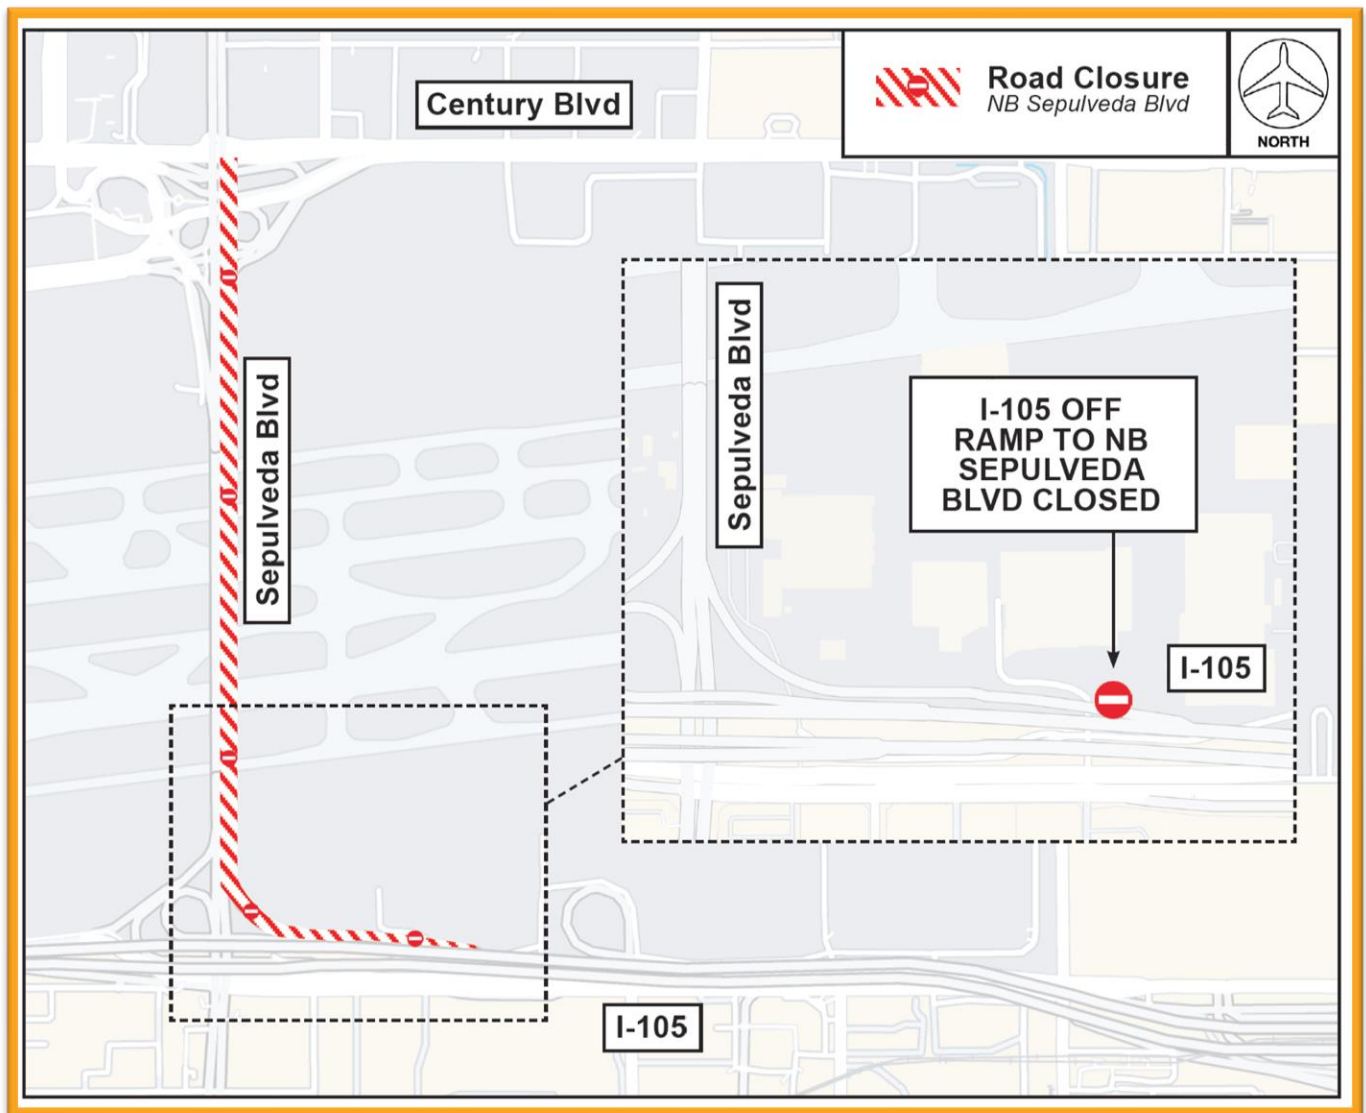 Century Blvd
Road Closure
NB Sepulveda Blvd
NORTH
Sepulveda Blvd
Sepulveda Blvd
I-105 OFF
RAMP TO NB
SEPULVEDA
BLVD CLOSED
I-105
I-105